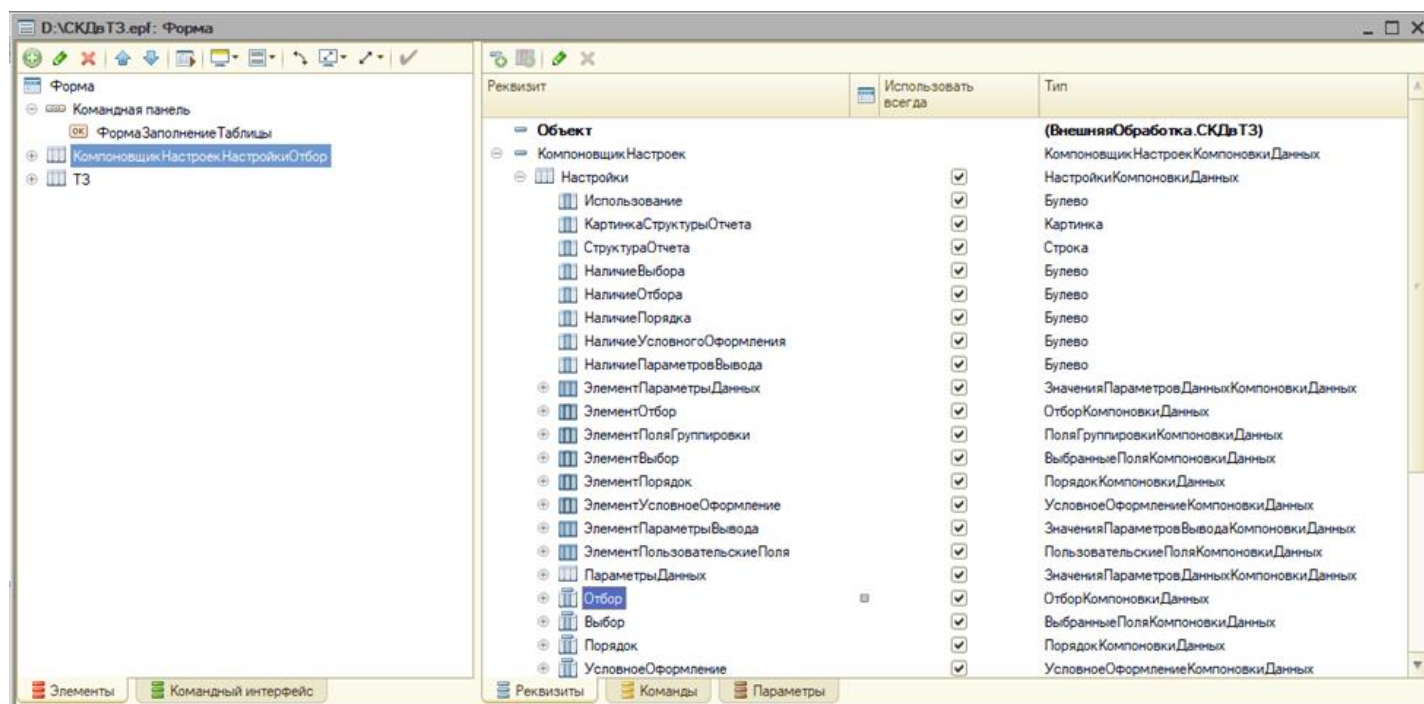 D:\СКДвТЗ.epf: Форма
Форма
Командная панель
ФормаЗаполнениеТаблицы
КомпоновщикНастроекНастройкиОтбор
ТЗ
Элементы
Командный интерфейс
Реквизит Использовать всегда Тип
Объект (ВнешняяОбработка.СКДвТЗ)
КомпоновщикНастроек КомпоновщикНастроекКомпоновкиДанных
Настройки НастройкиКомпоновкиДанных
Использование Булево
КартинкаСтруктурыОтчета Картинка
СтруктураОтчета Строка
НаличиеВыбора Булево
НаличиеОтбора Булево
НаличиеПорядка Булево
НаличиеУсловногоОформления Булево
НаличиеПараметровВывода Булево
ЭлементПараметрыДанных ЗначенияПараметровДанныхКомпоновкиДанных
ЭлементОтбор ОтборКомпоновкиДанных
ЭлементПоляГруппировки ПоляГруппировкиКомпоновкиДанных
ЭлементВыбор ВыбранныеПоляКомпоновкиДанных
ЭлементПорядок ПорядокКомпоновкиДанных
ЭлементУсловноеОформление УсловноеОформлениеКомпоновкиДанных
ЭлементПараметрыВывода ЗначенияПараметровВыводаКомпоновкиДанных
ЭлементПользовательскиеПоля ПользовательскиеПоляКомпоновкиДанных
ПараметрыДанных ЗначенияПараметровДанныхКомпоновкиДанных
Отбор ОтборКомпоновкиДанных
Выбор ВыбранныеПоляКомпоновкиДанных
Порядок ПорядокКомпоновкиДанных
УсловноеОформление УсловноеОформлениеКомпоновкиДанных
Реквизиты
Команды
Параметры